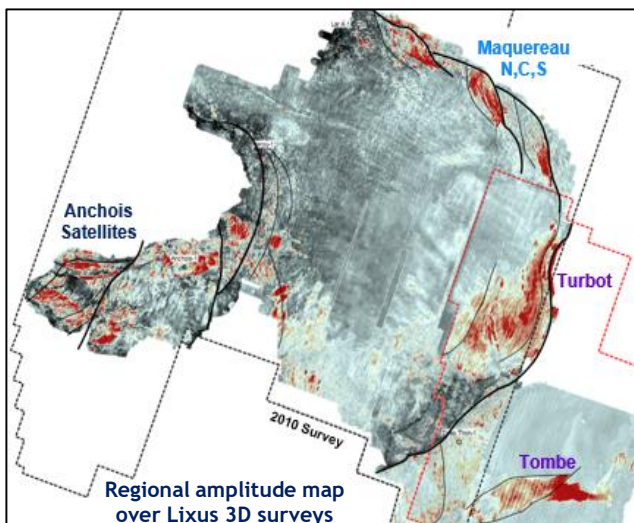 Maquereau
N,C,S
Anchois
Satellites
Turbot
2010 Survey
Tombe
Regional amplitude map
over Lixus 3D surveys